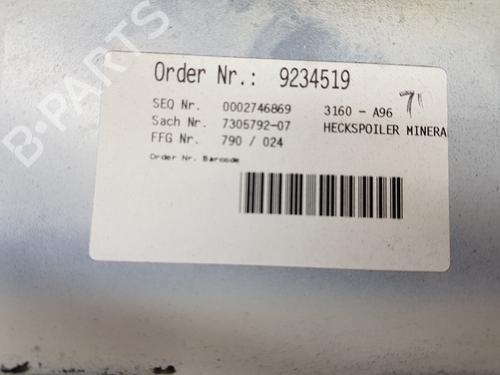 Order Nr.: 9234519
SEQ Nr. 0002746869 3160 - A96 71
Sach Nr. 7305792-07 HECKSPOILER MINERA
FFG Nr. 790 / 024
Order Nr. Barcode
B-PARTS